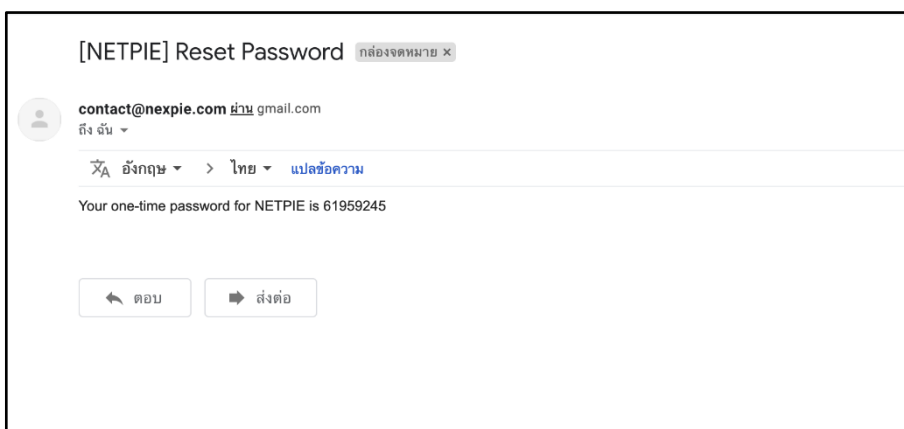 [NETPIE] Reset Password กล่องจดหมาย ×
contact@nexpie.com ผ่าน gmail.com
ถึง ฉัน
อังกฤษ > ไทย แปลข้อความ
Your one-time password for NETPIE is 61959245
ตอบ ส่งต่อ